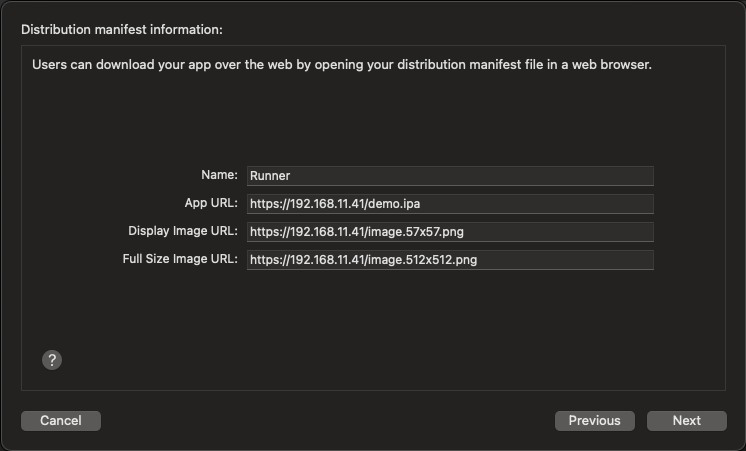 Distribution manifest information:
Users can download your app over the web by opening your distribution manifest file in a web browser.
Name: Runner
App URL: https://192.168.11.41/demo.ipa
Display Image URL: https://192.168.11.41/image.57x57.png
Full Size Image URL: https://192.168.11.41/image.512x512.png
?
Cancel Previous Next